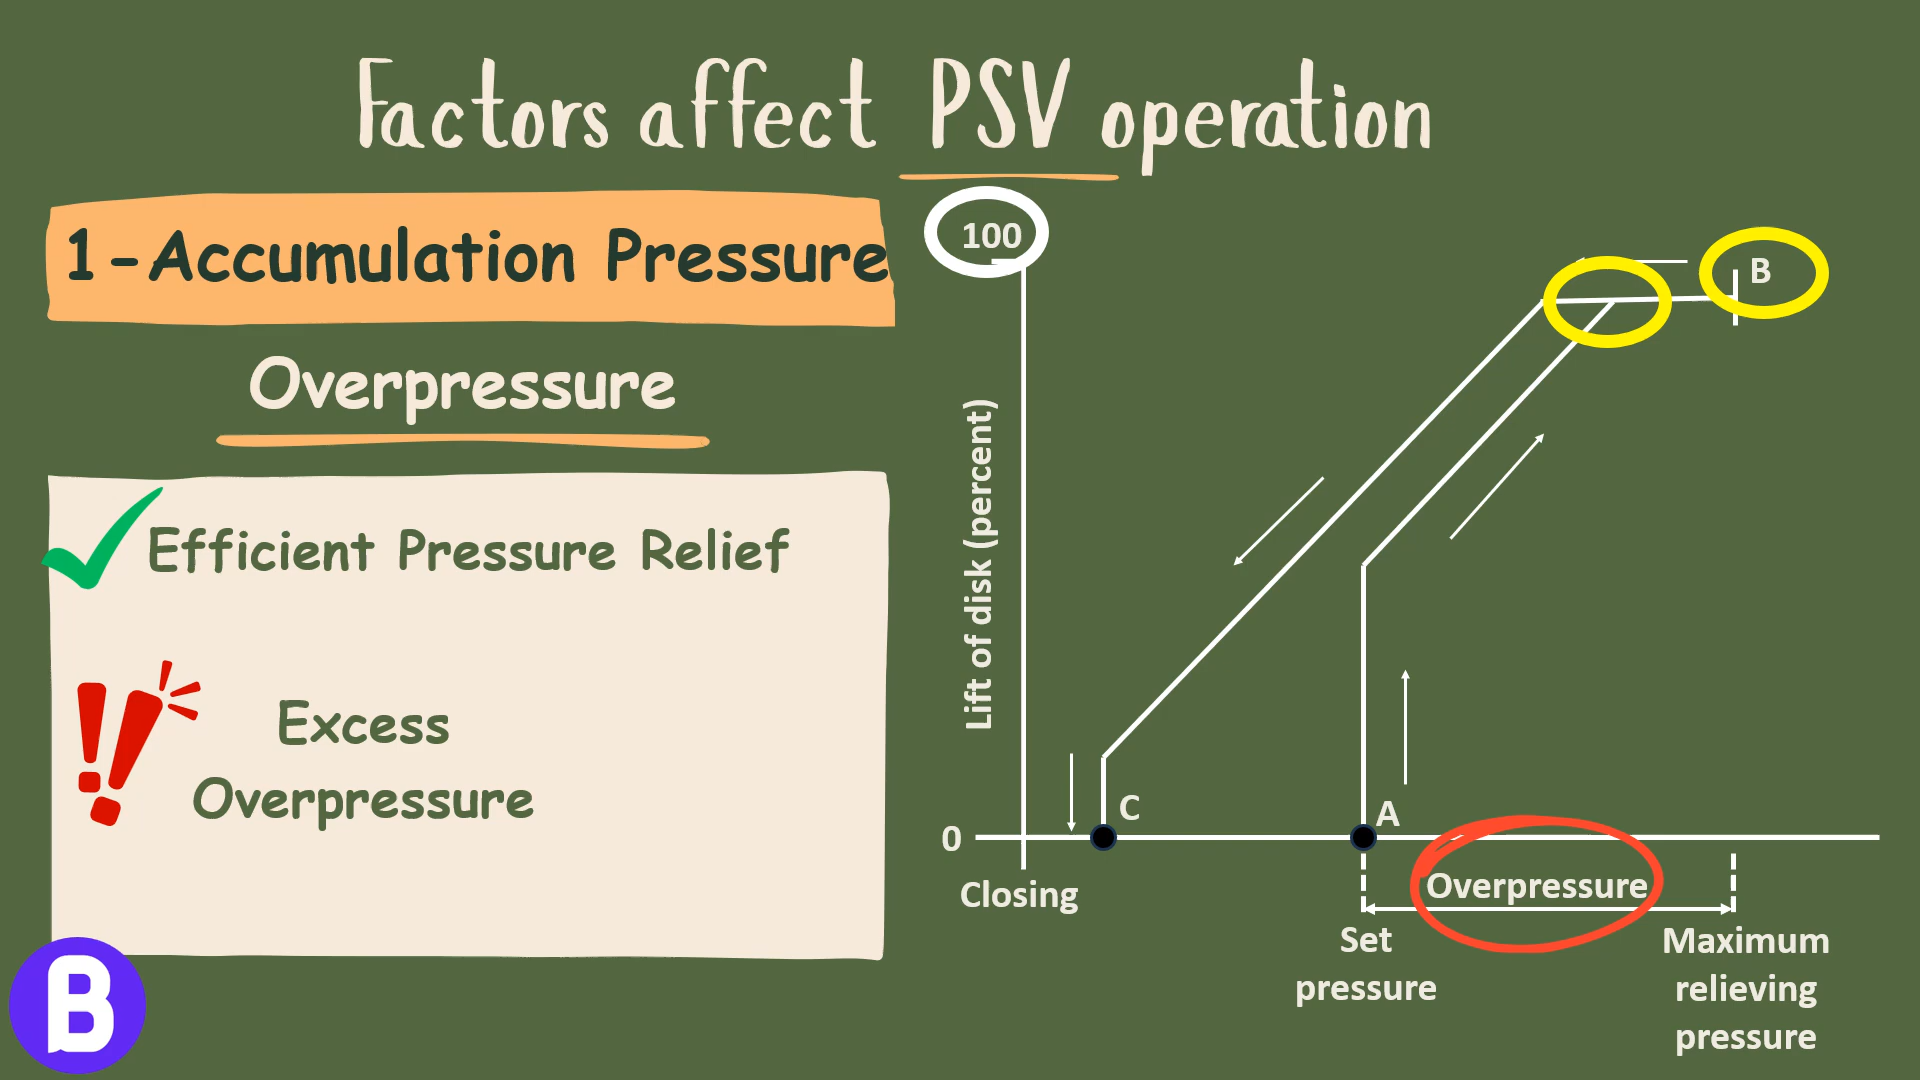 Factors affect PSV operation
1-Accumulation Pressure
Overpressure
Efficient Pressure Relief
Excess
Overpressure
100
B
Lift of disk (percent)
C
A
0
Closing
Overpressure
Set
pressure
Maximum
relieving
pressure
B